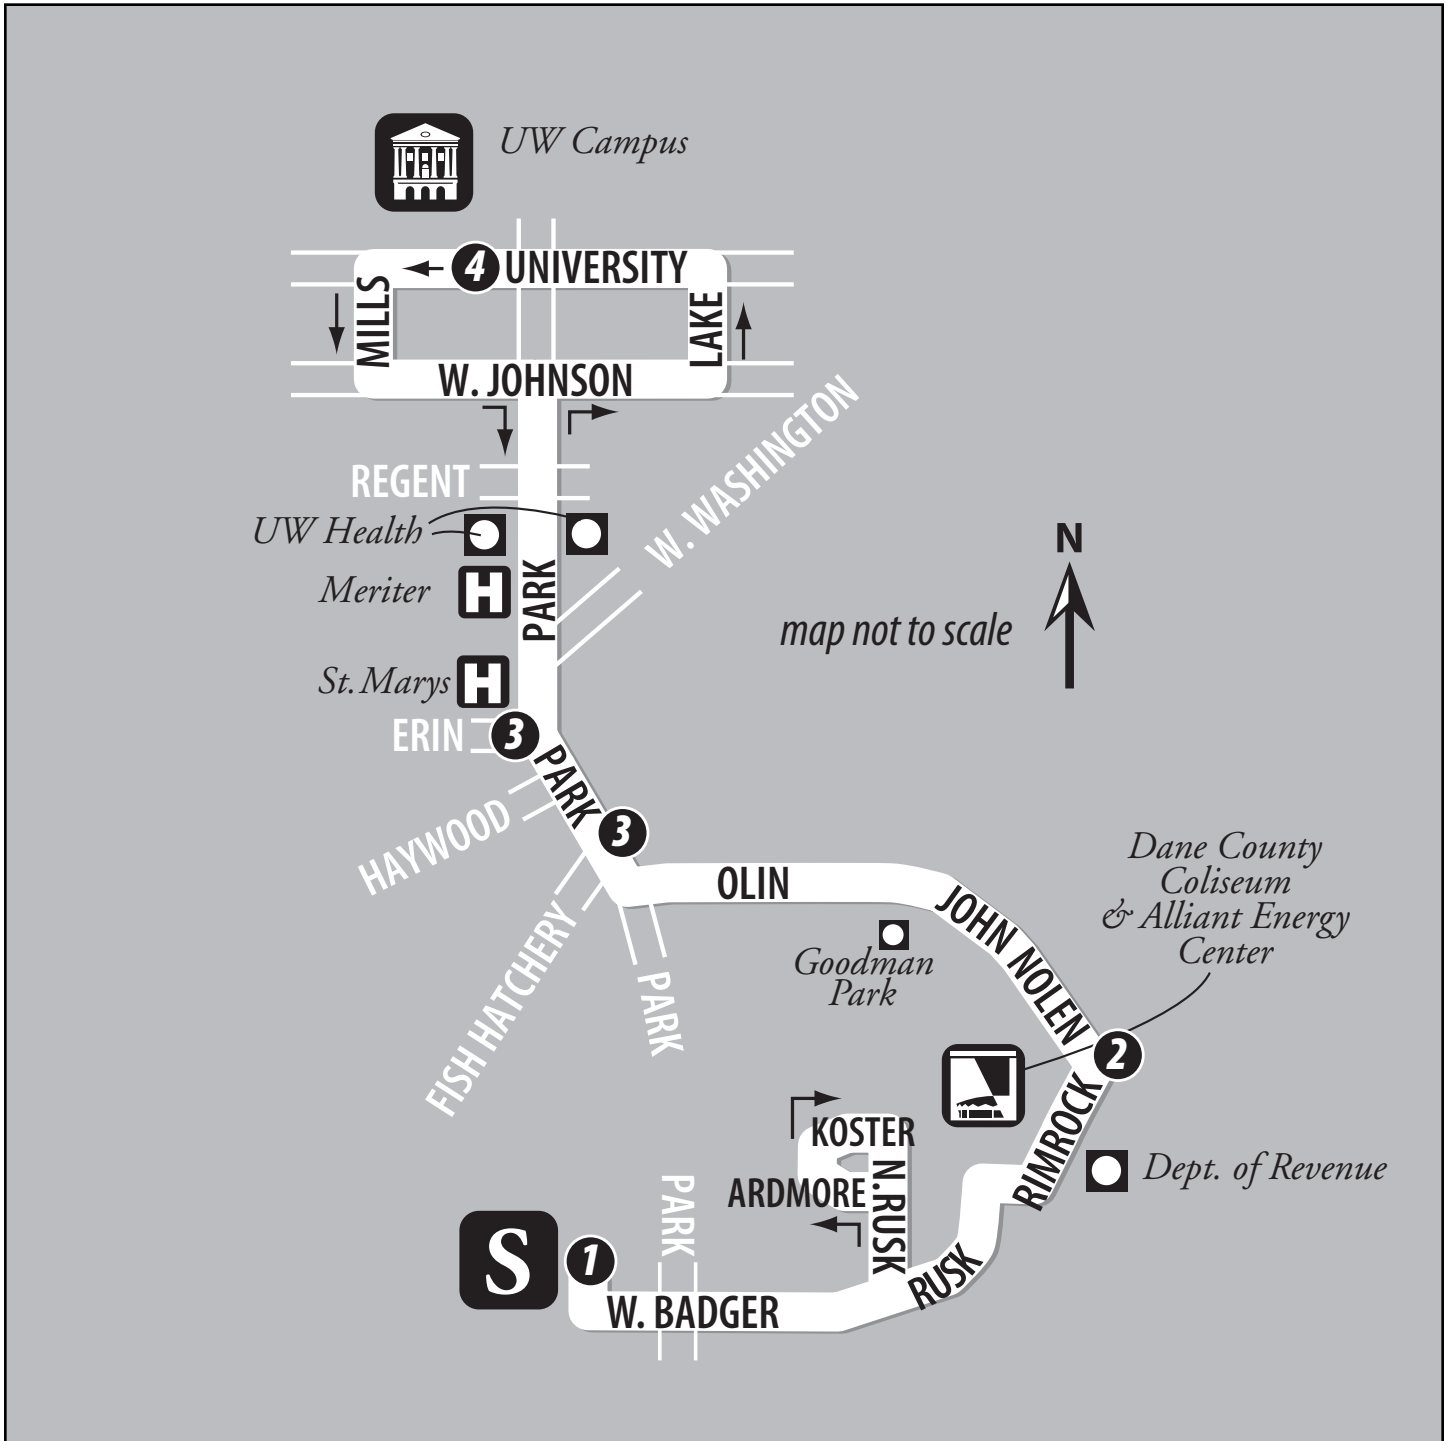 UW Campus
4
UNIVERSITY
MILLS
LAKE
W. JOHNSON
REGENT
W. WASHINGTON
UW Health
PARK
Meriter
N
map not to scale
St. Marys
ERIN
3
PARK
HAYWOOD
3
OLIN
JOHN NOLEN
Dane County
Coliseum
& Alliant Energy
Center
Goodman
Park
FISH HATCHERY
PARK
2
RIMROCK
KOSTER
ARDMORE
N. RUSK
Dept. of Revenue
PARK
S
1
RUSK
W. BADGER
H
H